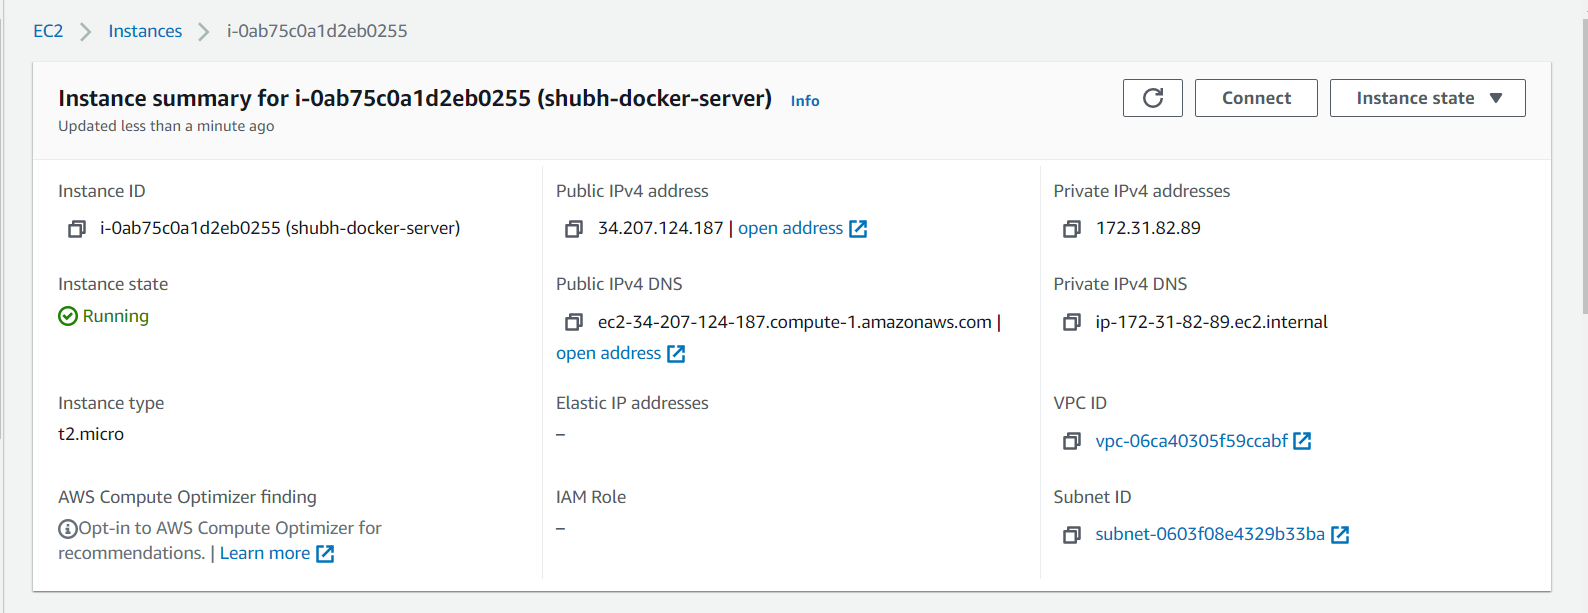 EC2 > Instances > i-0ab75c0a1d2eb0255
Instance summary for i-0ab75c0a1d2eb0255 (shubh-docker-server) Info
Updated less than a minute ago
Connect
Instance state
Instance ID
i-0ab75c0a1d2eb0255 (shubh-docker-server)
Public IPv4 address
34.207.124.187 | open address
Private IPv4 addresses
172.31.82.89
Instance state
Running
Public IPv4 DNS
ec2-34-207-124-187.compute-1.amazonaws.com |
open address
Private IPv4 DNS
ip-172-31-82-89.ec2.internal
Instance type
t2.micro
Elastic IP addresses
–
VPC ID
vpc-06ca40305f59ccabf
AWS Compute Optimizer finding
Opt-in to AWS Compute Optimizer for
recommendations. | Learn more
IAM Role
–
Subnet ID
subnet-0603f08e4329b33ba